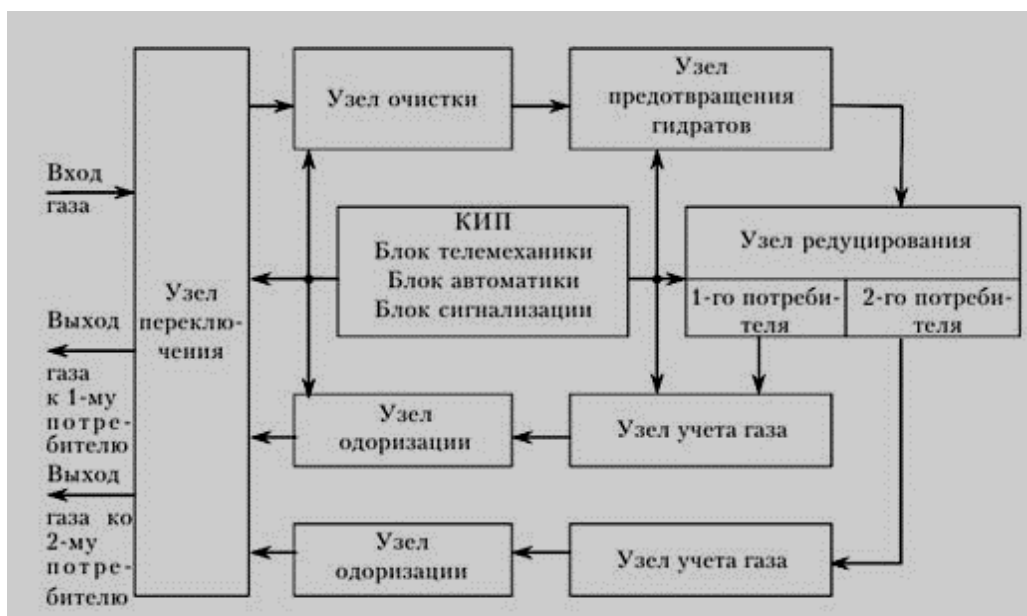 Вход
газа
Выход
газа
к 1-му
потре-
бителю
Выход
газа ко
2-му
потре-
бителю
Узел
переклю-
чения
Узел очистки
Узел
предотвращения
гидратов
КИП
Блок телемеханики
Блок автоматики
Блок сигнализации
Узел редуцирования
1-го потреби-
теля
2-го потреби-
теля
Узел
одоризации
Узел учета газа
Узел
одоризации
Узел учета газа